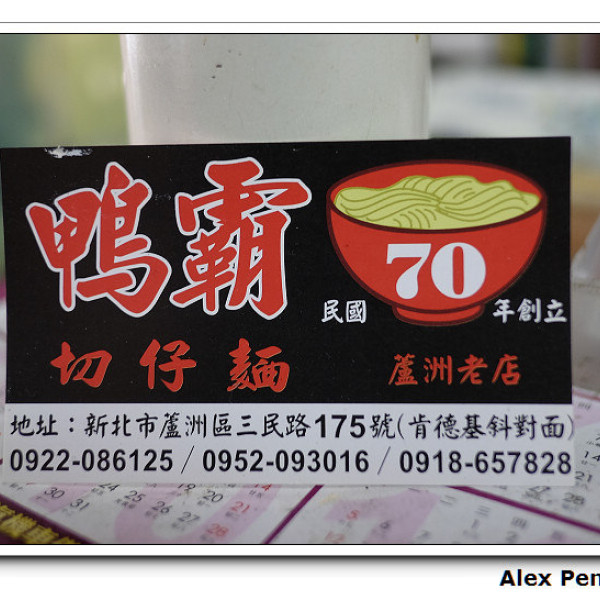 鴨霸
70
民國 年創立
切仔麵
蘆洲老店
地址：新北市蘆洲區三民路175號(肯德基斜對面)
0922-086125/0952-093016/0918-657828
Alex Pen